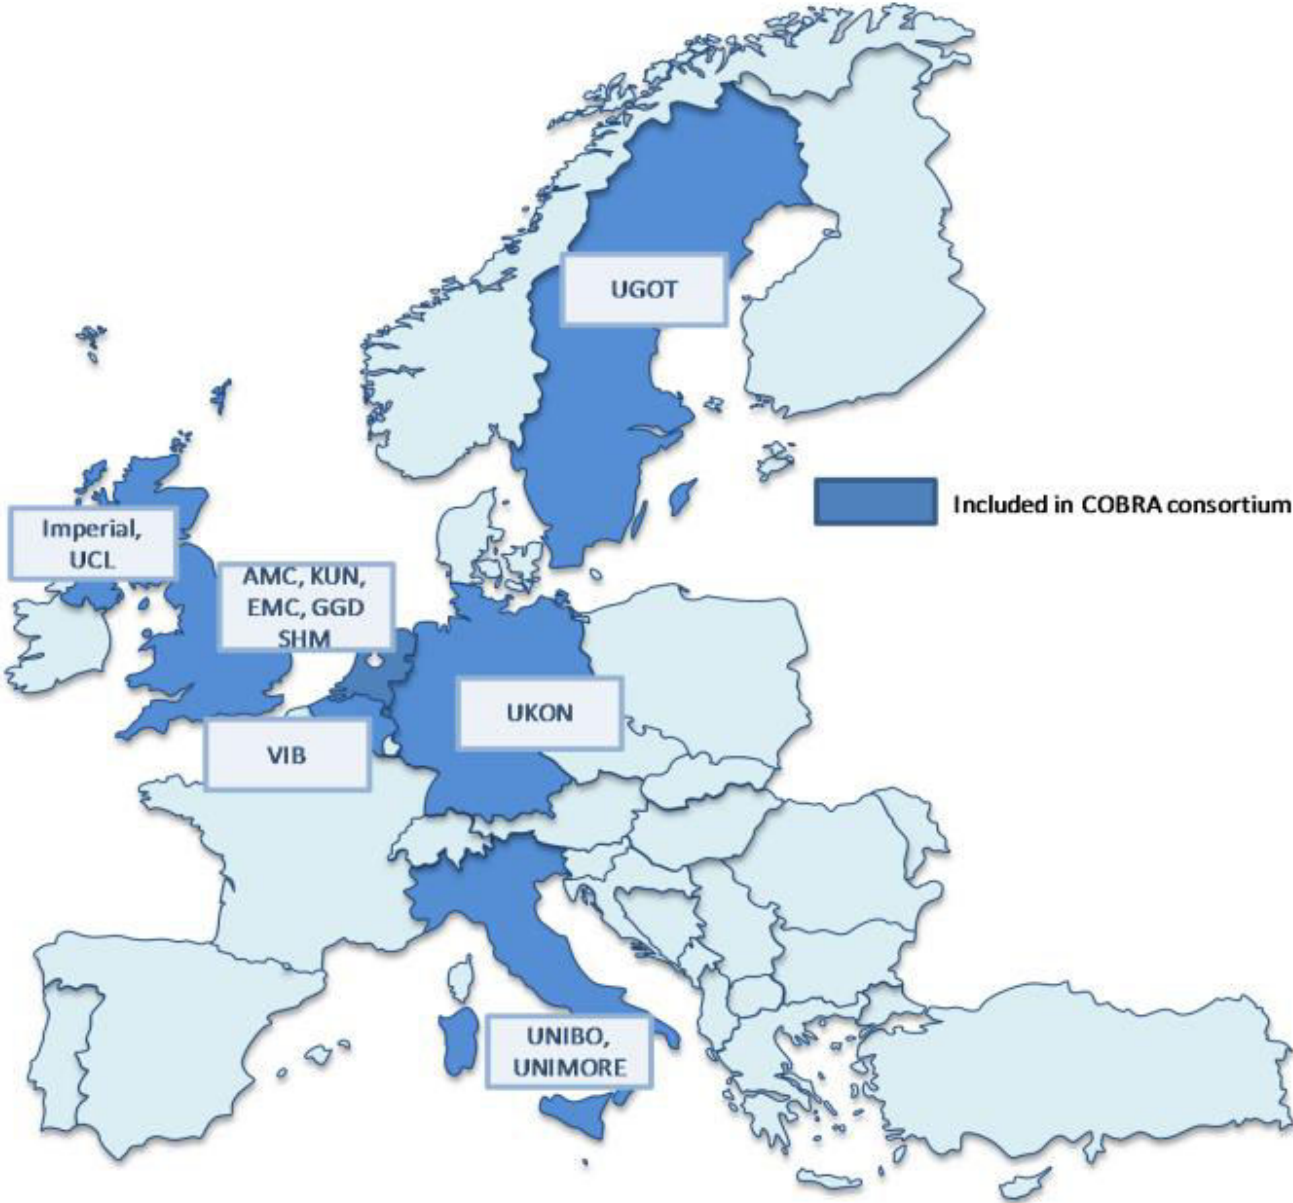 UGOT
Included in COBRA consortium
Imperial,
UCL
AMC, KUN,
EMC, GGD
SHM
UKON
VIB
UNIBO,
UNIMORE